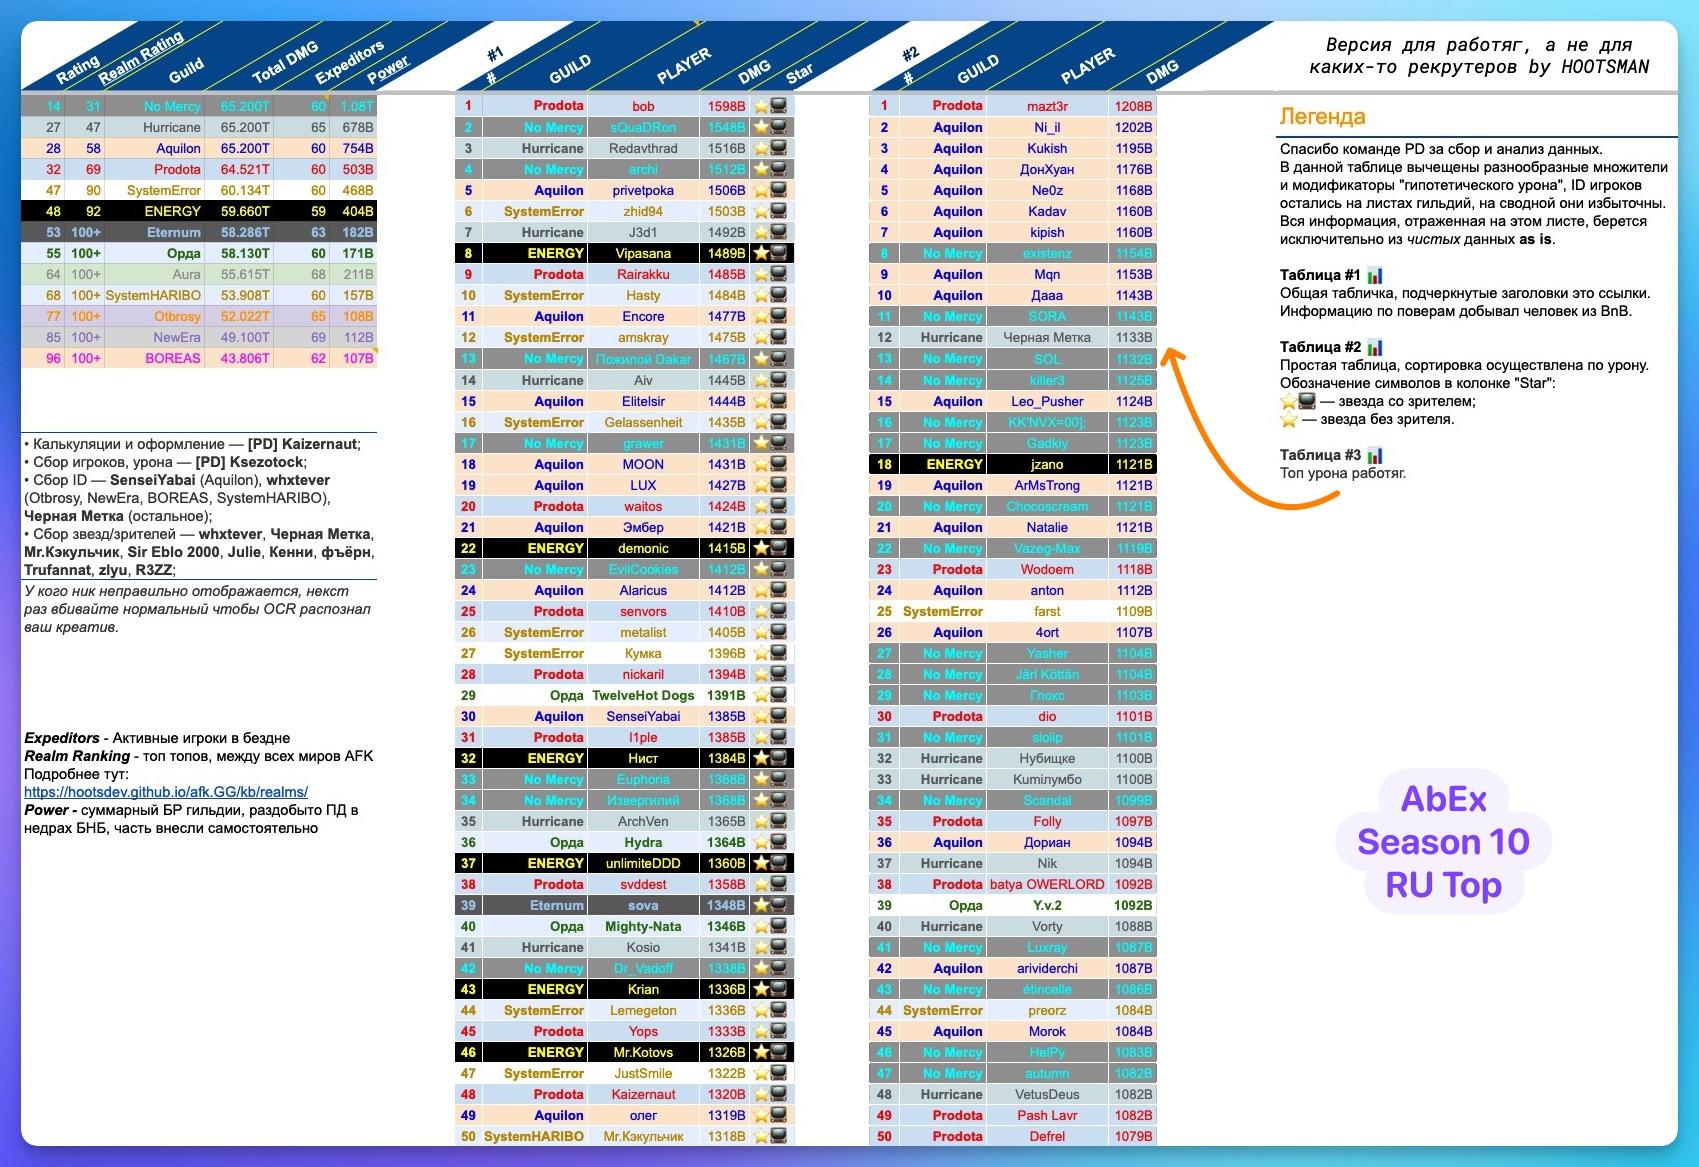 Rating Realm Rating Guild Total DMG Expeditors Power
14 31 No Mercy 65.200T 60 1.08T
27 47 Hurricane 65.200T 65 678B
28 58 Aquilon 65.200T 60 754B
32 69 Prodota 64.521T 60 503B
47 90 SystemError 60.134T 60 468B
48 92 ENERGY 59.660T 59 404B
53 100+ Eternum 58.286T 63 182B
55 100+ Орда 58.130T 60 171B
64 100+ Aura 55.615T 68 211B
68 100+ SystemHARIBO 53.908T 60 157B
77 100+ Otbrosy 52.022T 65 108B
85 100+ NewEra 49.100T 69 112B
96 100+ BOREAS 43.806T 62 107B
• Калькуляции и оформление — [PD] Kaizernaut;
• Сбор игроков, урона — [PD] Ksezotock;
• Сбор ID — SenseiYabai (Aquilon), whxtever
(Otbrosy, NewEra, BOREAS, SystemHARIBO),
Черная Метка (остальное);
• Сбор звезд/зрителей — whxtever, Черная Метка,
Mr.Кэкульчик, Sir Eblo 2000, Julie, Кенни, фъёрн,
Trufannat, zlyu, R3ZZ;
У кого ник неправильно отображается, некст
раз вбивайте нормальный чтобы OCR распознал
ваш креатив.
Expeditors - Активные игроки в бездне
Realm Ranking - топ топов, между всех миров AFK
Подробнее тут:
https://hootsdev.github.io/afk.GG/kb/realms/
Power - суммарный БР гильдии, раздобыто ПД в
недрах БНБ, часть внесли самостоятельно
#1
# GUILD PLAYER DMG Star
1 Prodota bob 1598B
2 No Mercy sQuaDRon 1548B
3 Hurricane Redavthrad 1516B
4 No Mercy archi 1512B
5 Aquilon privetpoka 1506B
6 SystemError zhid94 1503B
7 Hurricane J3d1 1492B
8 ENERGY Vipasana 1489B
9 Prodota Rairakku 1485B
10 SystemError Hasty 1484B
11 Aquilon Encore 1477B
12 SystemError amskray 1475B
13 No Mercy Пожилой Dakar 1467B
14 Hurricane Aiv 1445B
15 Aquilon Elitelsir 1444B
16 SystemError Gelassenheit 1435B
17 No Mercy grawer 1431B
18 Aquilon MOON 1431B
19 Aquilon LUX 1427B
20 Prodota waitos 1424B
21 Aquilon Эмбер 1421B
22 ENERGY demonic 1415B
23 No Mercy EvilCookies 1412B
24 Aquilon Alaricus 1412B
25 Prodota senvors 1410B
26 SystemError metalist 1405B
27 SystemError Кумка 1396B
28 Prodota nickaril 1394B
29 Орда TwelveHot Dogs 1391B
30 Aquilon SenseiYabai 1385B
31 Prodota l1ple 1385B
32 ENERGY Нист 1384B
33 No Mercy Euphoria 1368B
34 No Mercy Извергилий 1368B
35 Hurricane ArchVen 1365B
36 Орда Hydra 1364B
37 ENERGY unlimiteDDD 1360B
38 Prodota svddest 1358B
39 Eternum sova 1348B
40 Орда Mighty-Nata 1346B
41 Hurricane Kosio 1341B
42 No Mercy Dr_Vadoff 1338B
43 ENERGY Krian 1336B
44 SystemError Lemegeton 1336B
45 Prodota Yops 1333B
46 ENERGY Mr.Kotovs 1326B
47 SystemError JustSmile 1322B
48 Prodota Kaizernaut 1320B
49 Aquilon олег 1319B
50 SystemHARIBO Mr.Кэкульчик 1318B
#2
# GUILD PLAYER DMG
1 Prodota mazt3r 1208B
2 Aquilon Ni_il 1202B
3 Aquilon Kukish 1195B
4 Aquilon ДонХуан 1176B
5 Aquilon Ne0z 1168B
6 Aquilon Kadav 1160B
7 Aquilon kipish 1160B
8 No Mercy existenz 1154B
9 Aquilon Mqn 1153B
10 Aquilon Дааа 1143B
11 No Mercy SORA 1143B
12 Hurricane Черная Метка 1133B
13 No Mercy SOL 1132B
14 No Mercy killer3 1125B
15 Aquilon Leo_Pusher 1124B
16 No Mercy KK'NVX=00]; 1123B
17 No Mercy Gadkiy 1123B
18 ENERGY jzano 1121B
19 Aquilon ArMsTrong 1121B
20 No Mercy Chocoscream 1121B
21 Aquilon Natalie 1121B
22 No Mercy Vazeg-Max 1119B
23 Prodota Wodoem 1118B
24 Aquilon anton 1112B
25 SystemError farst 1109B
26 Aquilon 4ort 1107B
27 No Mercy Yasher 1104B
28 No Mercy Järl Köttän 1104B
29 No Mercy Глокс 1103B
30 Prodota dio 1101B
31 No Mercy slolip 1101B
32 Hurricane Нубищке 1100B
33 Hurricane Kumiлумбо 1100B
34 No Mercy Scandal 1099B
35 Prodota Folly 1097B
36 Aquilon Дориан 1094B
37 Hurricane Nik 1094B
38 Prodota batya OWERLORD 1092B
39 Орда Y.v.2 1092B
40 Hurricane Vorty 1088B
41 No Mercy Luxray 1087B
42 Aquilon arividerchi 1087B
43 No Mercy étincelle 1086B
44 SystemError preorz 1084B
45 Aquilon Morok 1084B
46 No Mercy HelPy 1083B
47 No Mercy autumn 1082B
48 Hurricane VetusDeus 1082B
49 Prodota Pash Lavr 1082B
50 Prodota Defrel 1079B
Версия для работяг, а не для
каких-то рекрутеров by HOOTSMAN
Легенда
Спасибо команде PD за сбор и анализ данных.
В данной таблице вычещены разнообразные множители
и модификаторы "гипотетического урона", ID игроков
остались на листах гильдий, на сводной они избыточны.
Вся информация, отраженная на этом листе, берется
исключительно из чистых данных as is.
Таблица #1
Общая табличка, подчеркнутые заголовки это ссылки.
Информацию по поверам добывал человек из BnB.
Таблица #2
Простая таблица, сортировка осуществлена по урону.
Обозначение символов в колонке "Star":
— звезда со зрителем;
— звезда без зрителя.
Таблица #3
Топ урона работяг.
AbEx
Season 10
RU Top